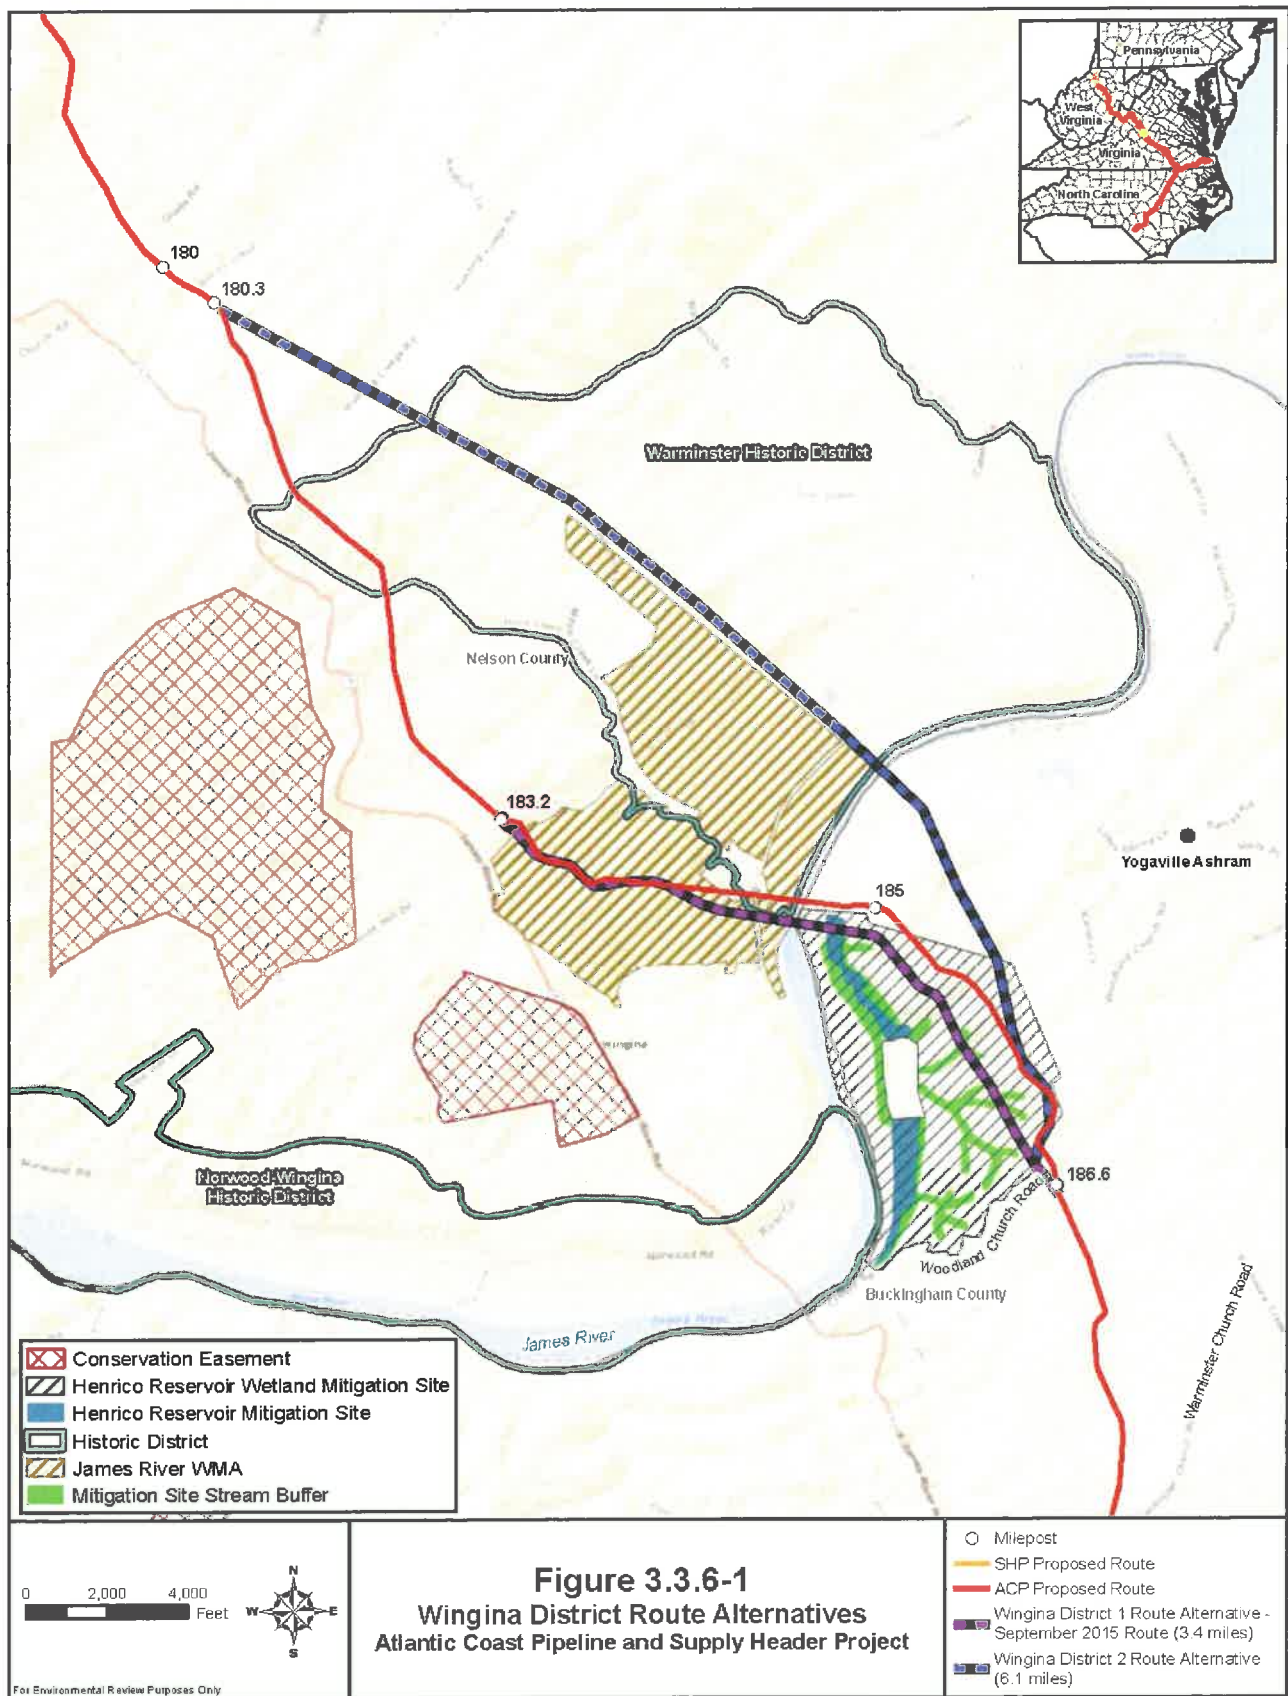 Pennsylvania
West
Virginia
Virginia
North Carolina
180
180.3
Warminster Historic District
Nelson County
183.2
Yogaville Ashram
185
Wingina
Norwood-Wingina
Historic District
186.6
Woodland Church Road
Buckingham County
James River
Warminster Church Road
Conservation Easement
Henrico Reservoir Wetland Mitigation Site
Henrico Reservoir Mitigation Site
Historic District
James River WMA
Mitigation Site Stream Buffer
0 2,000 4,000
Feet
N
W E
S
For Environmental Review Purposes Only
Figure 3.3.6-1
Wingina District Route Alternatives
Atlantic Coast Pipeline and Supply Header Project
Milepost
SHP Proposed Route
ACP Proposed Route
Wingina District 1 Route Alternative -
September 2015 Route (3.4 miles)
Wingina District 2 Route Alternative
(6.1 miles)